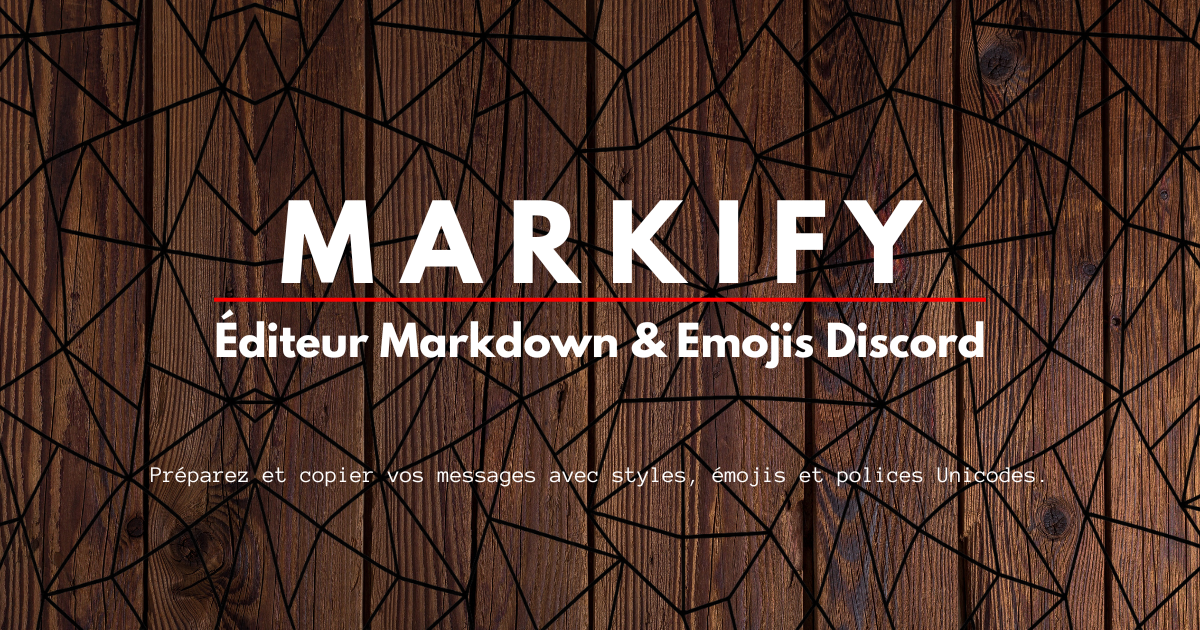 MARKIFY
Éditeur Markdown & Emojis Discord
Préparez et copier vos messages avec styles, émojis et polices Unicodes.